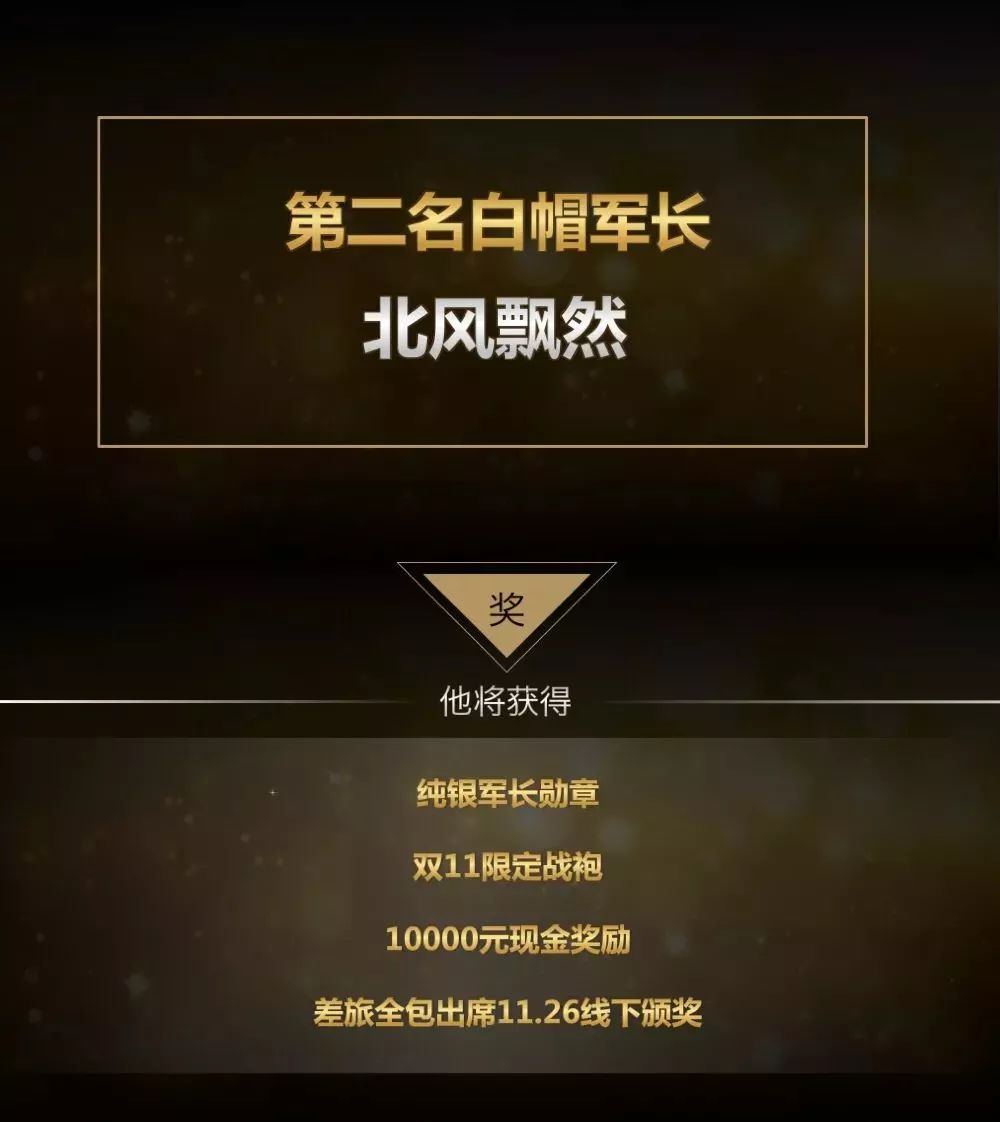 第二名白帽军长
北风飘然
奖
他将获得
纯银军长勋章
双11限定战袍
10000元现金奖励
差旅全包出席11.26线下颁奖